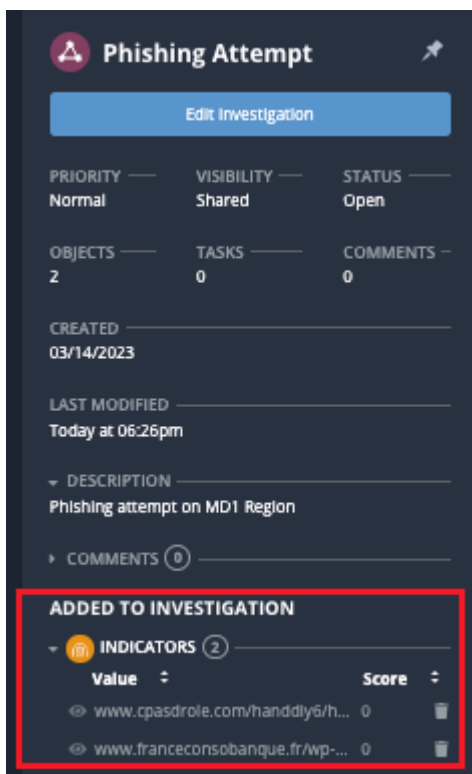 Phishing Attempt
Edit Investigation
PRIORITY VISIBILITY STATUS
Normal Shared Open
OBJECTS TASKS COMMENTS
2 0 0
CREATED
03/14/2023
LAST MODIFIED
Today at 06:26pm
DESCRIPTION
Phishing attempt on MD1 Region
COMMENTS 0
ADDED TO INVESTIGATION
INDICATORS 2
Value Score
www.cpasdrole.com/handdly6/h... 0
www.franceconsobanque.fr/wp-... 0